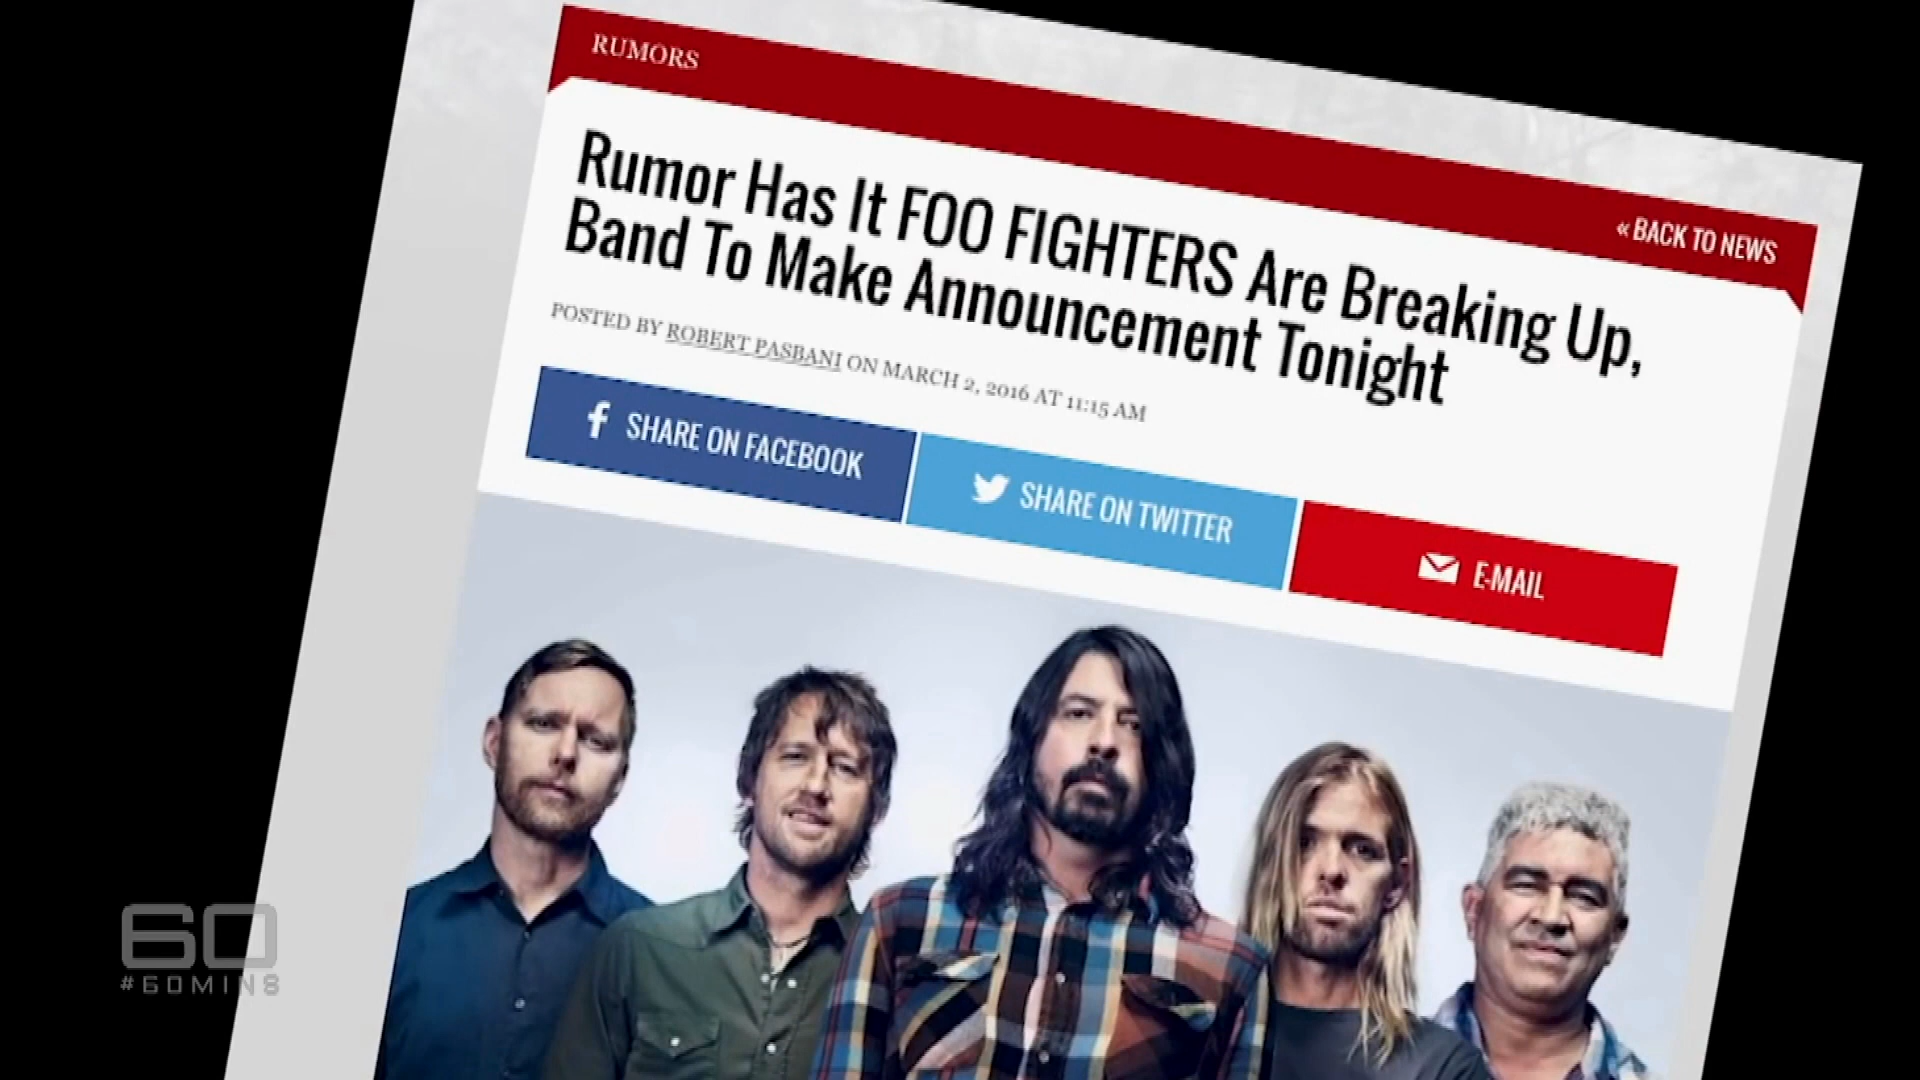 RUMORS
« BACK TO NEWS
Rumor Has It FOO FIGHTERS Are Breaking Up,
Band To Make Announcement Tonight
POSTED BY ROBERT PASBANI ON MARCH 2, 2016 AT 11:15 AM
SHARE ON FACEBOOK
SHARE ON TWITTER
E-MAIL
60
#60MINS